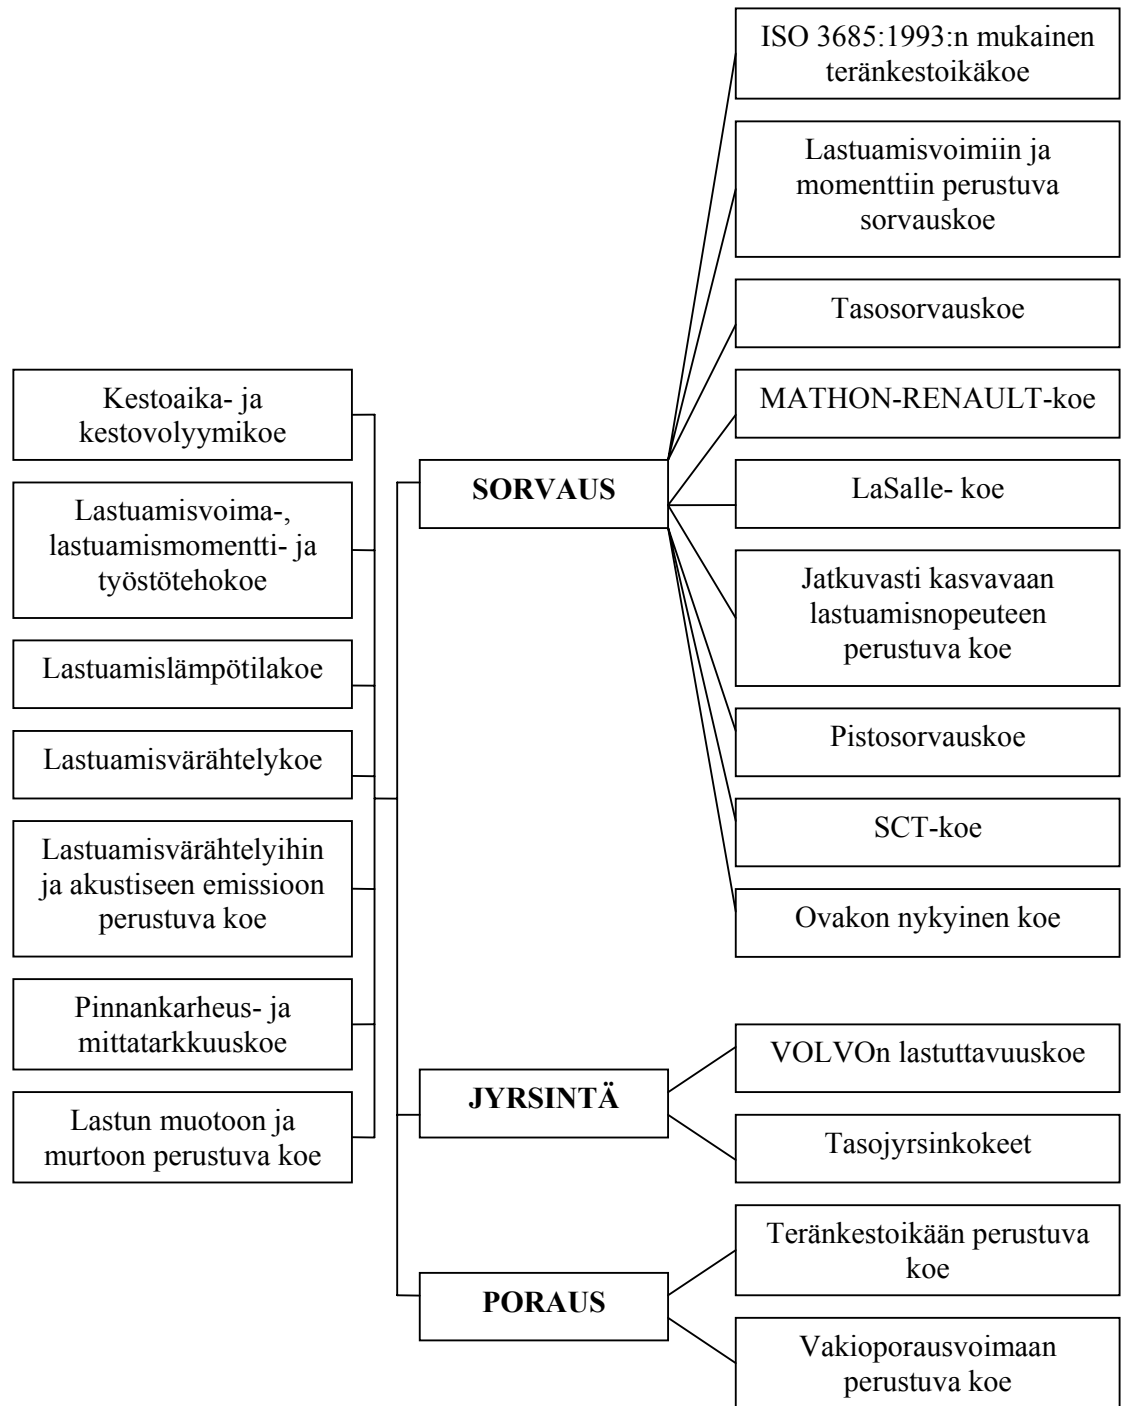 Kestoaika- ja
kestovolyymikoe
Lastuamisvoima-,
lastuamismomentti- ja
työstötehokoe
Lastuamislämpötilakoe
Lastuamisvärähtelykoe
Lastuamisvärähtelyihin
ja akustiseen emissioon
perustuva koe
Pinnankarheus- ja
mittatarkkuuskoe
Lastun muotoon ja
murtoon perustuva koe
SORVAUS
ISO 3685:1993:n mukainen
teränkestoikäkoe
Lastuamisvoimiin ja
momenttiin perustuva
sorvauskoe
Tasosorvauskoe
MATHON-RENAULT-koe
LaSalle- koe
Jatkuvasti kasvavaan
lastuamisnopeuteen
perustuva koe
Pistosorvauskoe
SCT-koe
Ovakon nykyinen koe
JYRSINTÄ
VOLVOn lastuttavuuskoe
Tasojyrsinkokeet
PORAUS
Teränkestoikään perustuva
koe
Vakioporausvoimaan
perustuva koe